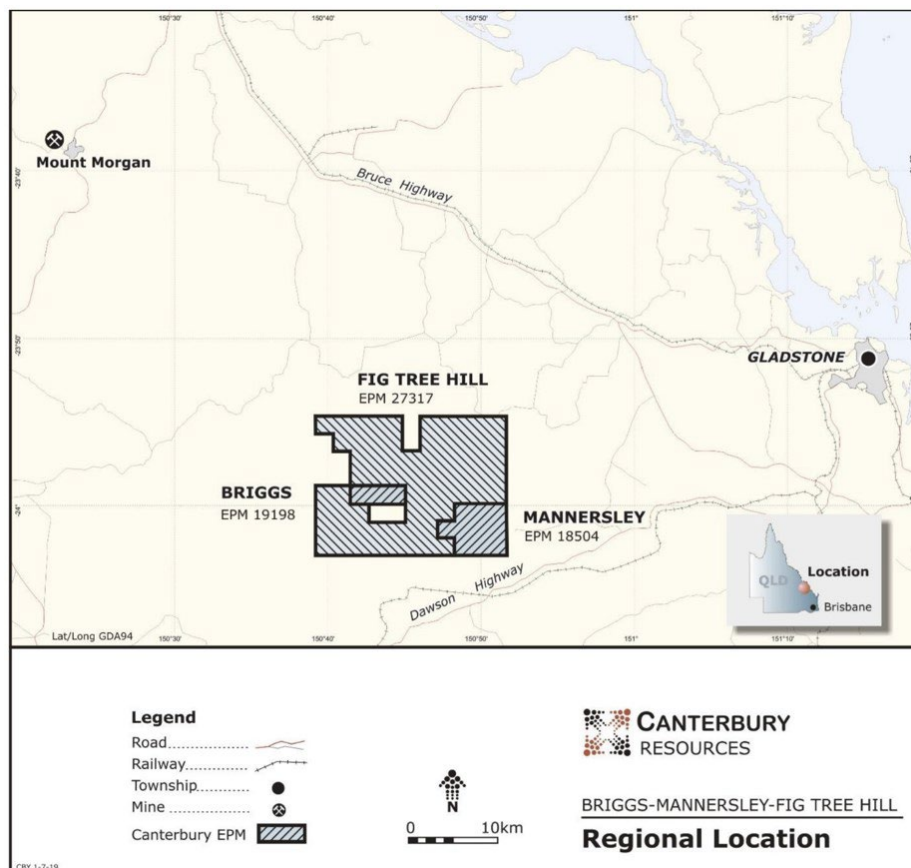 150°30'
150°40'
150°50'
151°
151°10'
Mount Morgan
-23°40'
Bruce Highway
-23°50'
GLADSTONE
FIG TREE HILL
EPM 27317
BRIGGS
EPM 19198
-24°
MANNERSLEY
EPM 18504
Dawson Highway
QLD
Location
Brisbane
Lat/Long GDA94
150°30'
150°40'
150°50'
151°
151°10'
Legend
Road
Railway
Township
Mine
Canterbury EPM
N
0 10km
CANTERBURY
RESOURCES
BRIGGS-MANNERSLEY-FIG TREE HILL
Regional Location
CBY 1-7-19